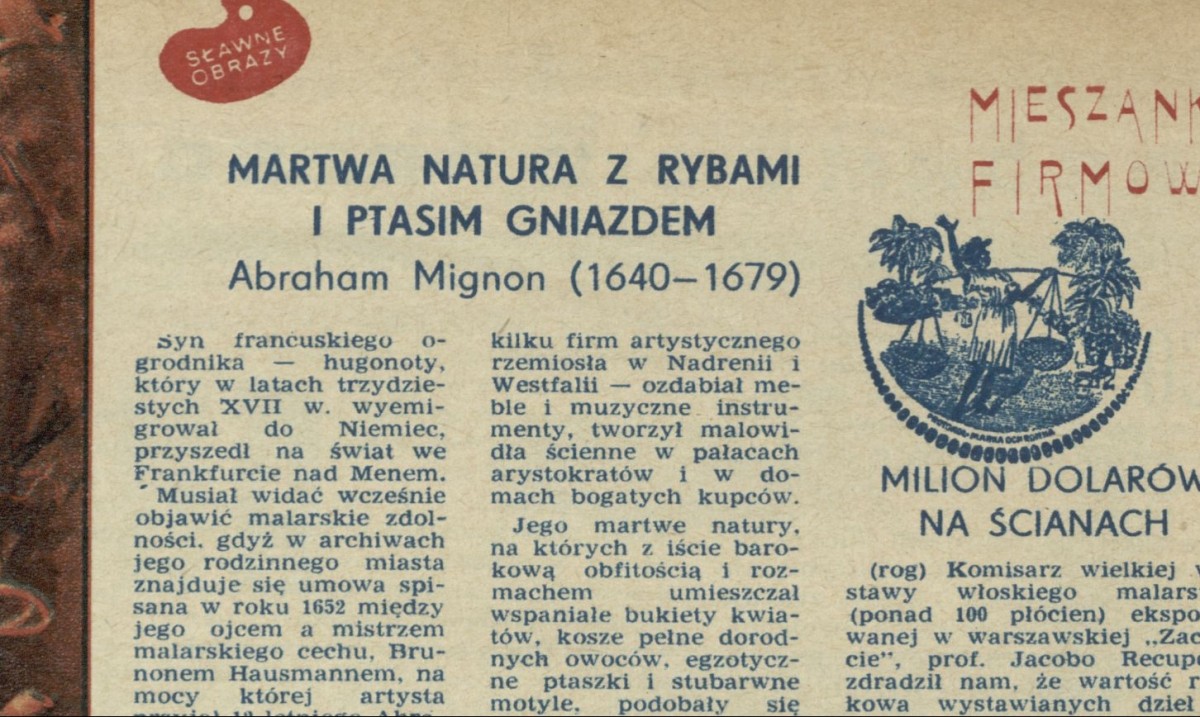 SŁAWNE
OBRAZY
MARTWA NATURA Z RYBAMI
I PTASIM GNIAZDEM
Abraham Mignon (1640—1679)
Syn francuskiego o-
grodnika — hugonoty,
który w latach trzydzie-
stych XVII w. wyemi-
grował do Niemiec,
przyszedł na świat we
Frankfurcie nad Menem.
Musiał widać wcześnie
objawić malarskie zdol-
ności, gdyż w archiwach
jego rodzinnego miasta
znajduje się umowa spi-
sana w roku 1652 między
jego ojcem a mistrzem
malarskiego cechu, Bru-
nonem Hausmannem, na
mocy której artysta
przyjął 12-letniego Abra-
kilku firm artystycznego
rzemiosła w Nadrenii i
Westfalii — ozdabiał me-
ble i muzyczne instru-
menty, tworzył malowi-
dła ścienne w pałacach
arystokratów i w do-
mach bogatych kupców.
Jego martwe natury,
na których z iście baro-
kową obfitością i roz-
machem umieszczał
wspaniałe bukiety kwia-
tów, kosze pełne dorod-
nych owoców, egzotycz-
ne ptaszki i stubarwne
motyle, podobały się
MIESZANK
FIRMOW
MARKA OCHRONNA
MILION DOLARÓW
NA ŚCIANACH
(rog) Komisarz wielkiej w
stawy włoskiego malars
(ponad 100 płócien) ekspo
wanej w warszawskiej „Zac
cie", prof. Jacobo Recup
zdradził nam, że wartość r
kowa wystawianych dzieł